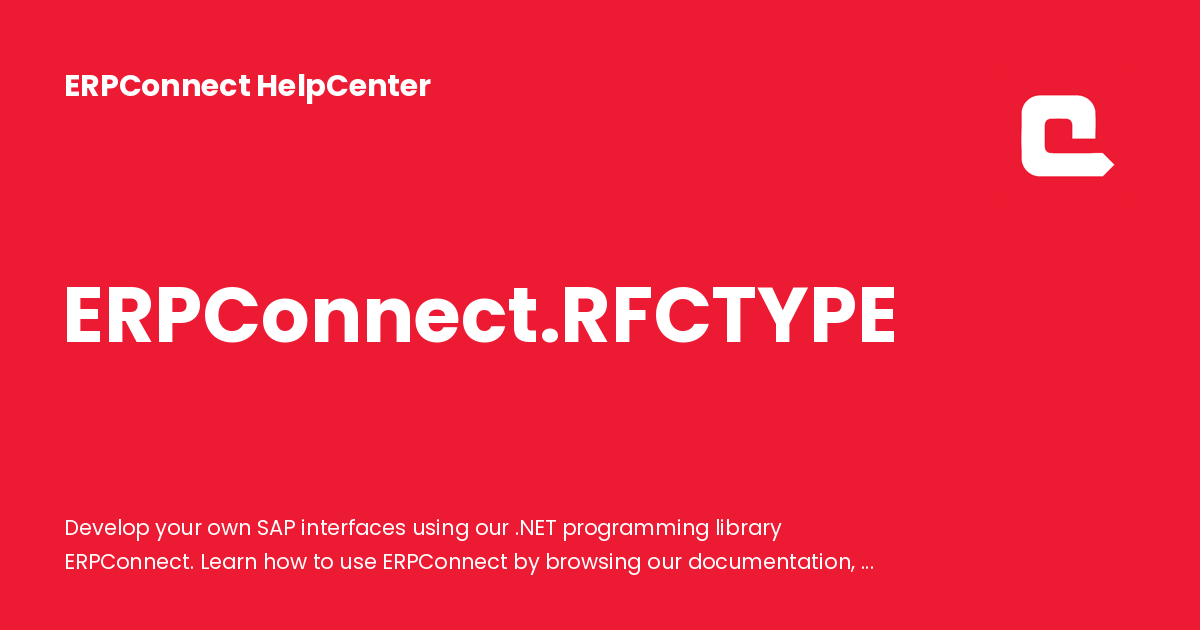 ERPConnect HelpCenter
ERPConnect.RFCTYPE
Develop your own SAP interfaces using our .NET programming library
ERPConnect. Learn how to use ERPConnect by browsing our documentation, ...